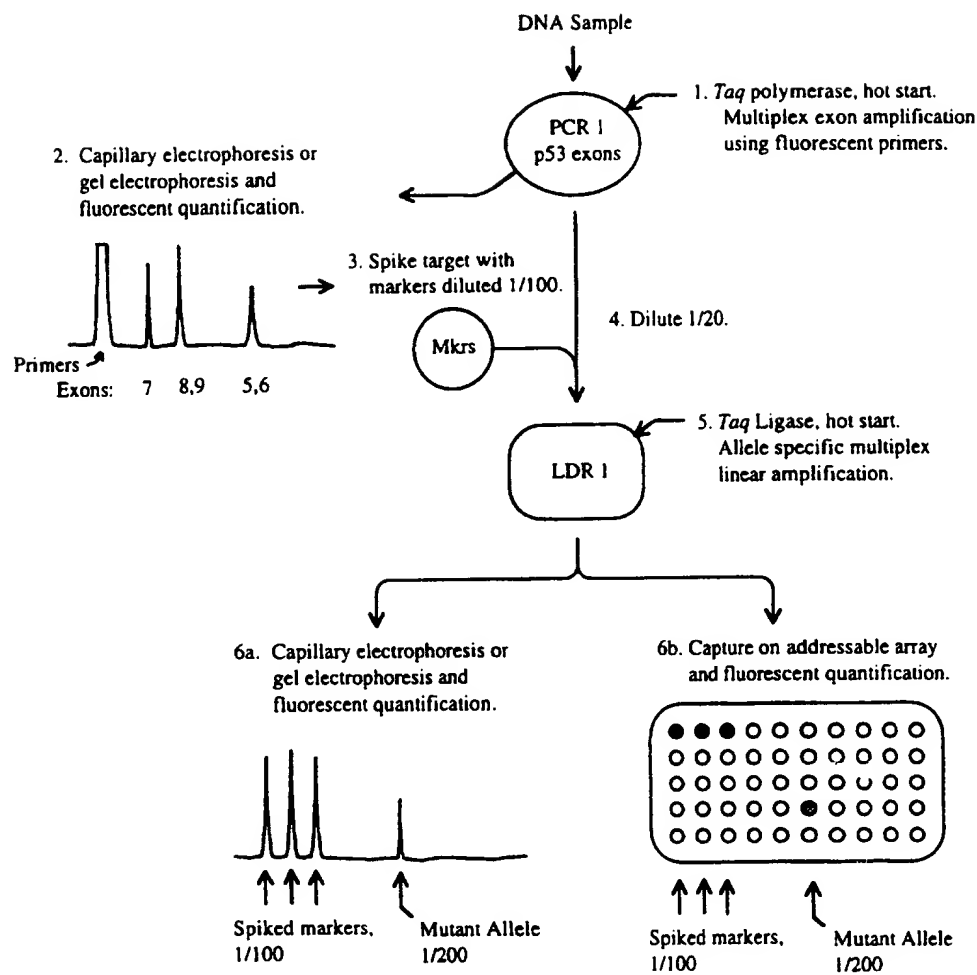 DNA Sample
1. Taq polymerase, hot start.
Multiplex exon amplification
using fluorescent primers.
PCR 1
p53 exons
2. Capillary electrophoresis or
gel electrophoresis and
fluorescent quantification.
3. Spike target with
markers diluted 1/100.
4. Dilute 1/20.
Mkrs
Primers
Exons: 7 8,9 5,6
5. Taq Ligase, hot start.
Allele specific multiplex
linear amplification.
LDR 1
6a. Capillary electrophoresis or
gel electrophoresis and
fluorescent quantification.
6b. Capture on addressable array
and fluorescent quantification.
Spiked markers,
1/100
Mutant Allele
1/200
Spiked markers,
1/100
Mutant Allele
1/200